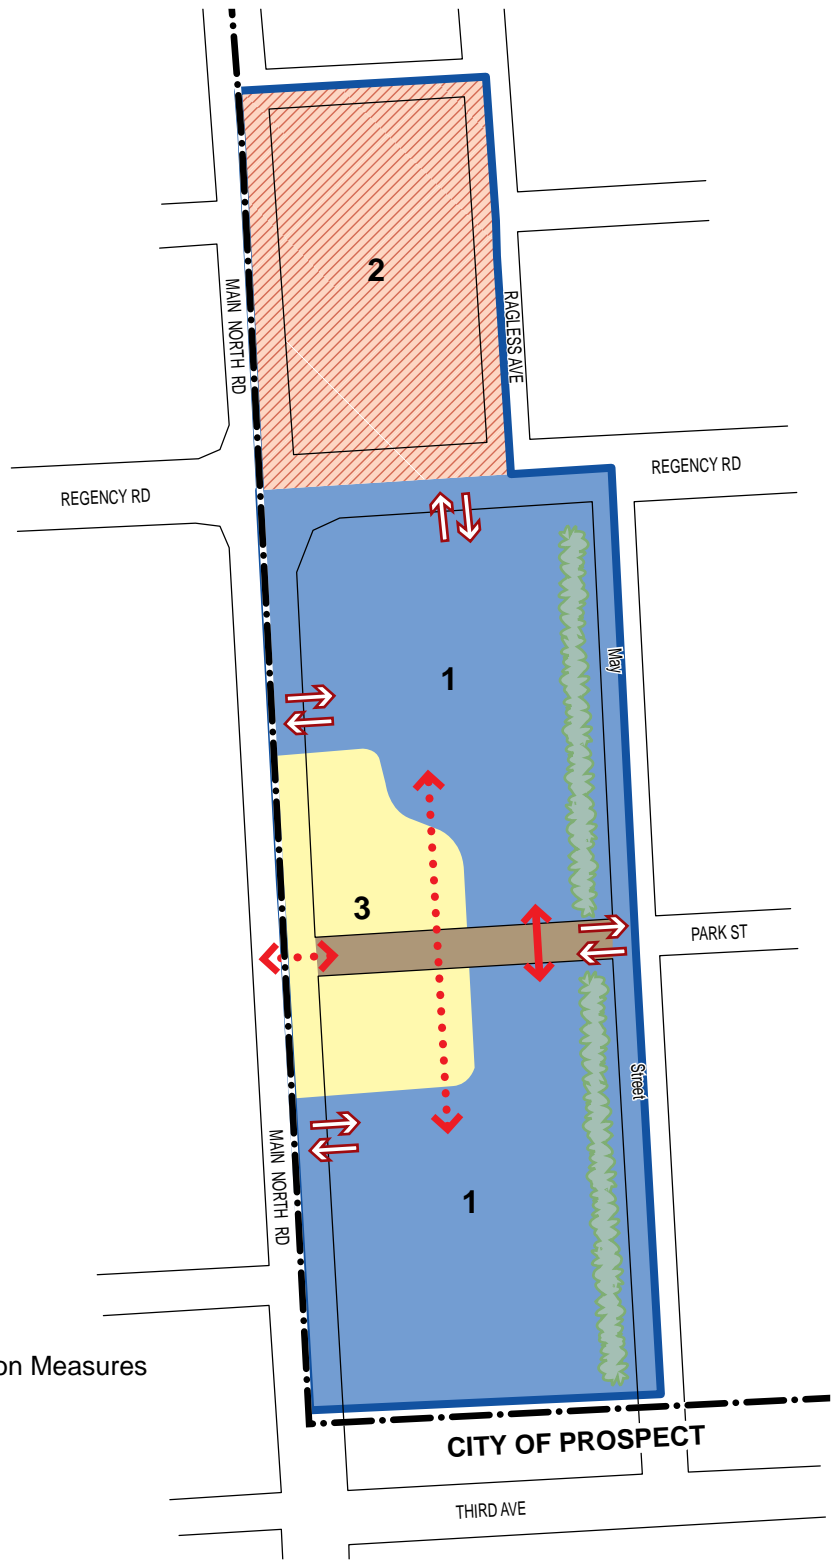 2
MAIN NORTH RD
RAGLESS AVE
REGENCY RD
REGENCY RD
May
1
3
PARK ST
Street
MAIN NORTH RD
1
on Measures
CITY OF PROSPECT
THIRD AVE